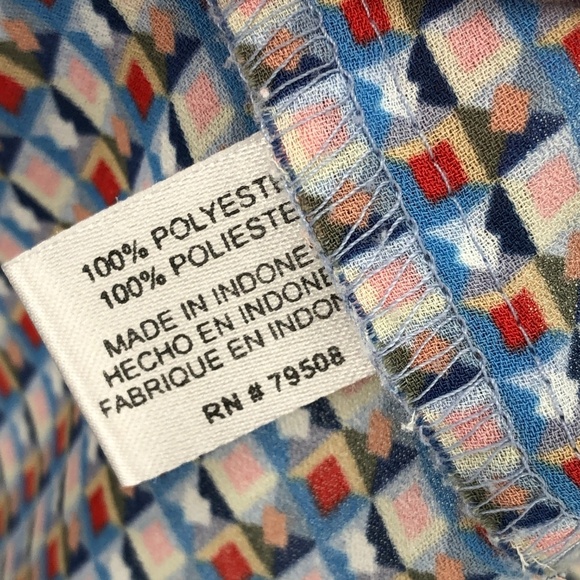 100% POLYESTE
100% POLIESTE
MADE IN INDONE
HECHO EN INDONE
FABRIQUE EN INDON
RN # 79508